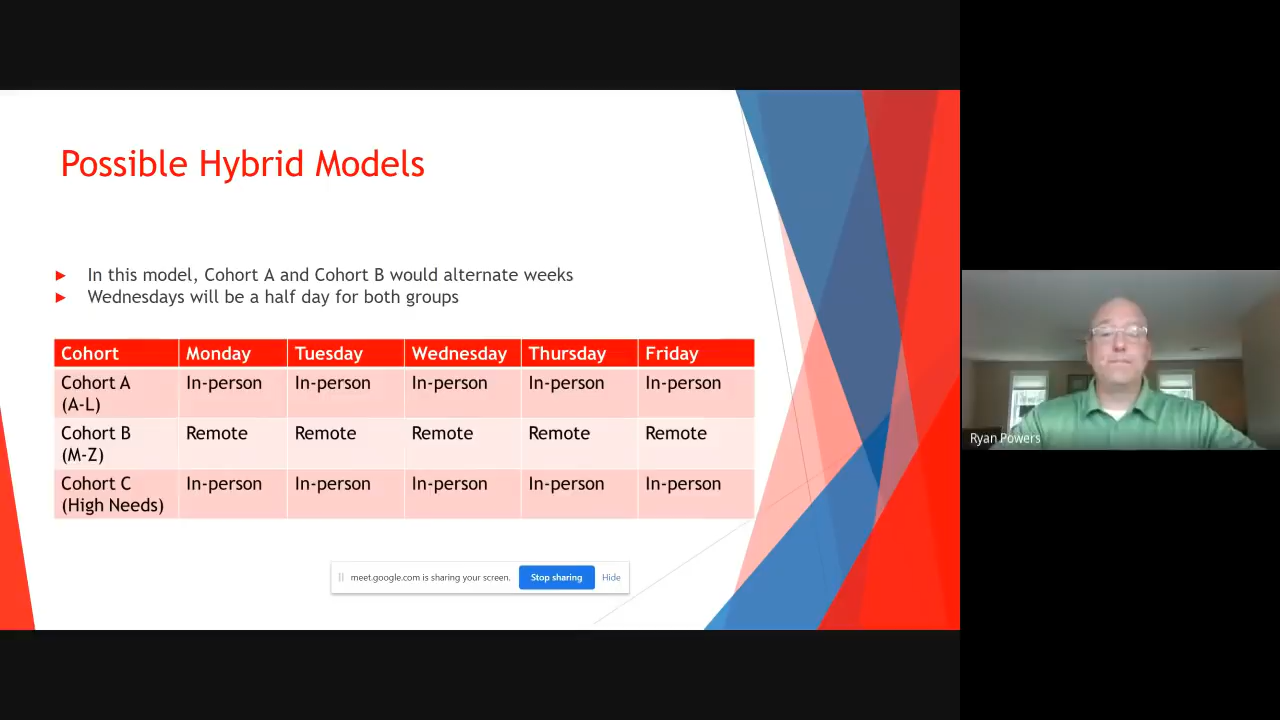 Possible Hybrid Models
In this model, Cohort A and Cohort B would alternate weeks
Wednesdays will be a half day for both groups
Cohort Monday Tuesday Wednesday Thursday Friday
Cohort A In-person In-person In-person In-person In-person
(A-L)
Cohort B Remote Remote Remote Remote Remote
(M-Z)
Cohort C In-person In-person In-person In-person In-person
(High Needs)
meet.google.com is sharing your screen. Stop sharing Hide
Ryan Powers